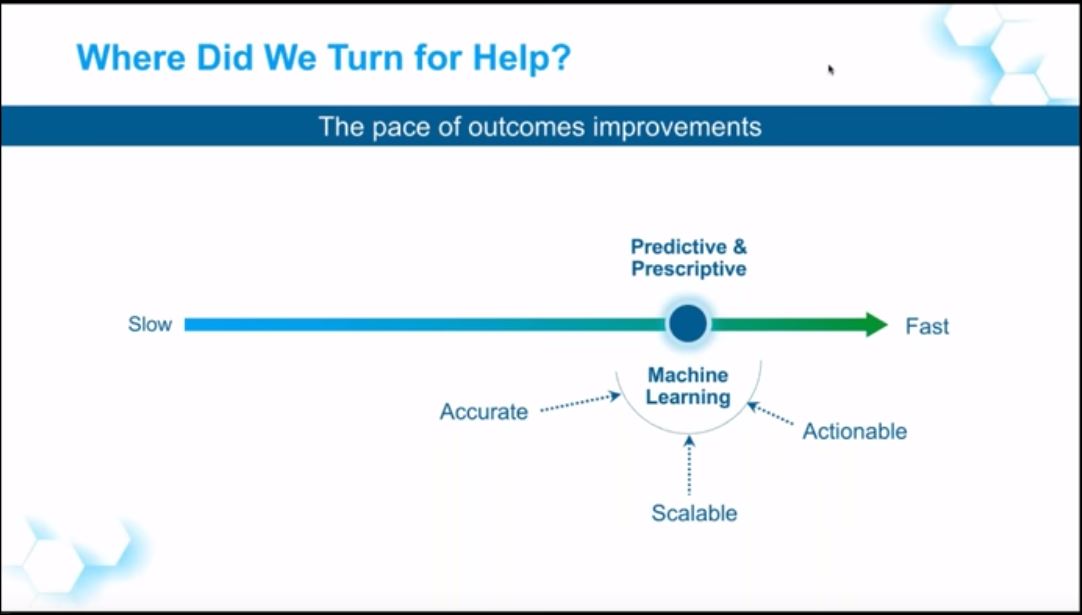 Where Did We Turn for Help?
The pace of outcomes improvements
Predictive &
Prescriptive
Slow
Fast
Machine
Learning
Accurate
Actionable
Scalable